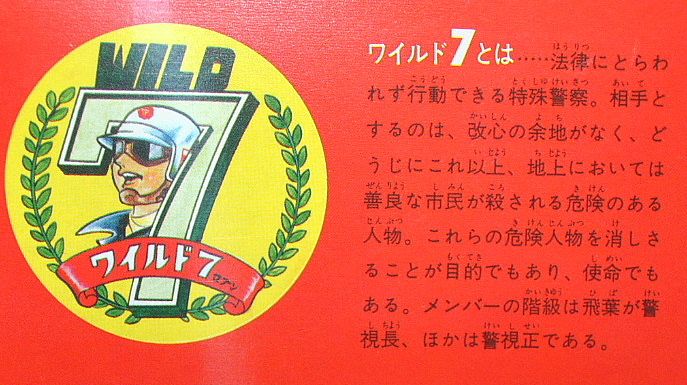 WILD
7
ワイルド7
セブン
ワイルド7とは……法律にとらわ
れず行動できる特殊警察。相手と
するのは、改心の余地がなく、ど
うじにこれ以上、地上においては
善良な市民が殺される危険のある
人物。これらの危険人物を消しさ
ることが目的でもあり、使命でも
ある。メンバーの階級は飛葉が警
視長、ほかは警視正である。